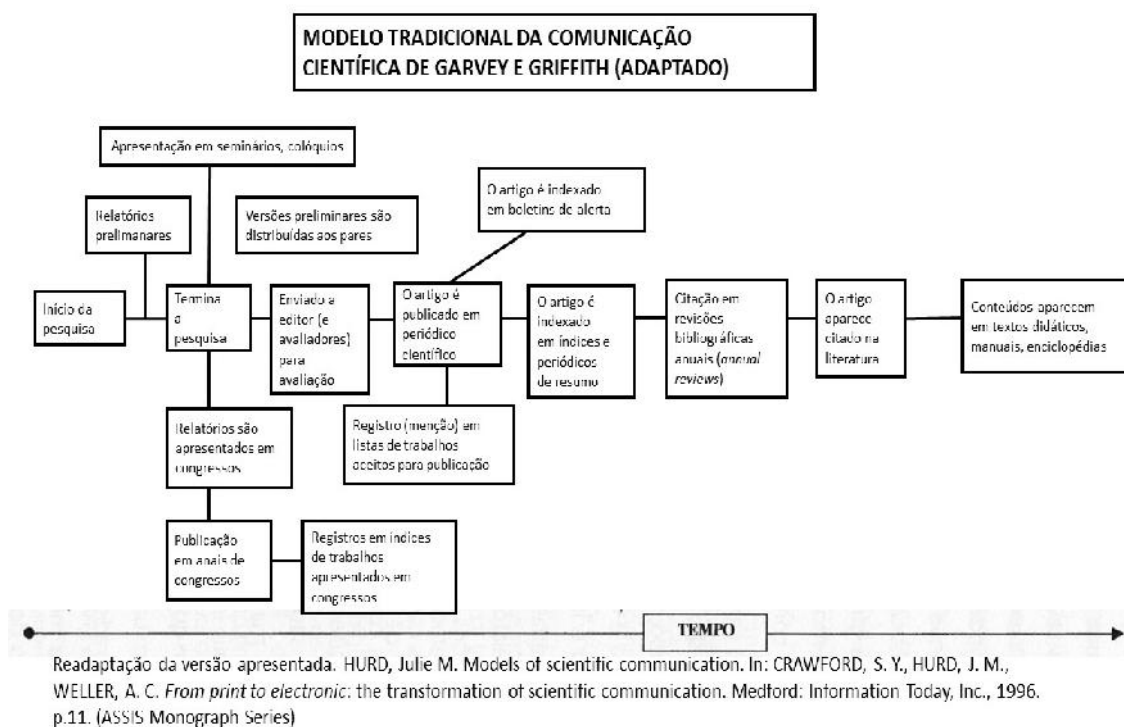 MODELO TRADICIONAL DA COMUNICAÇÃO
CIENTÍFICA DE GARVEY E GRIFFITH (ADAPTADO)
Apresentação em seminários, colóquios
O artigo é indexado
em boletins de alerta
Relatórios
prelimanares
Versões preliminares são
distribuídas aos pares
Início da
pesquisa
Termina
a
pesquisa
Enviado a
editor (e
avaliadores)
para
avaliação
O artigo é
publicado em
periódico
científico
O artigo é
indexado
em índices e
periódicos
de resumo
Citação em
revisões
bibliográficas
anuais (annual
reviews)
O artigo
aparece
citado na
literatura
Conteúdos aparecem
em textos didáticos,
manuais, enciclopédias
Relatórios são
apresentados em
congressos
Registro (menção) em
listas de trabalhos
aceitos para publicação
Publicação
em anais de
congressos
Registros em índices
de trabalhos
apresentados em
congressos
TEMPO
Readaptação da versão apresentada. HURD, Julie M. Models of scientific communication. In: CRAWFORD, S. Y., HURD, J. M.,
WELLER, A. C. From print to electronic: the transformation of scientific communication. Medford: Information Today, Inc., 1996.
p.11. (ASSIS Monograph Series)